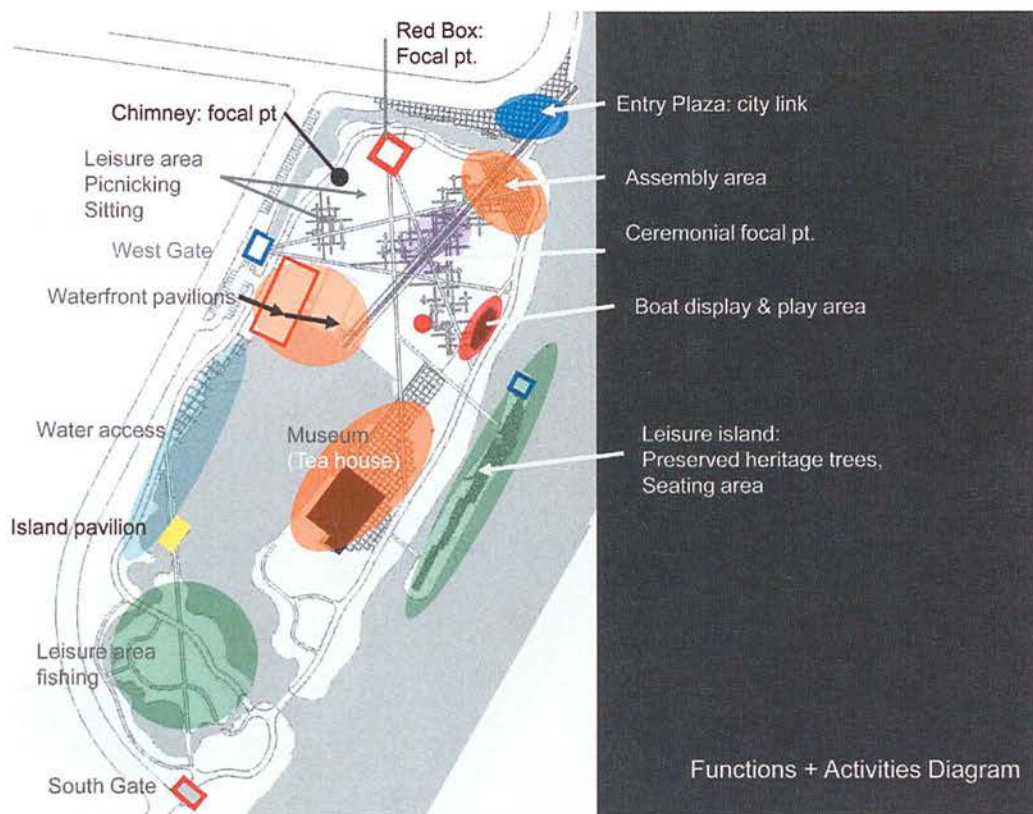 Red Box:
Focal pt.
Chimney: focal pt
Entry Plaza: city link
Leisure area
Picnicking
Sitting
Assembly area
West Gate
Ceremonial focal pt.
Waterfront pavilions
Boat display & play area
Water access
Museum
(Tea house)
Leisure island:
Preserved heritage trees,
Seating area
Island pavilion
Leisure area
fishing
South Gate
Functions + Activities Diagram